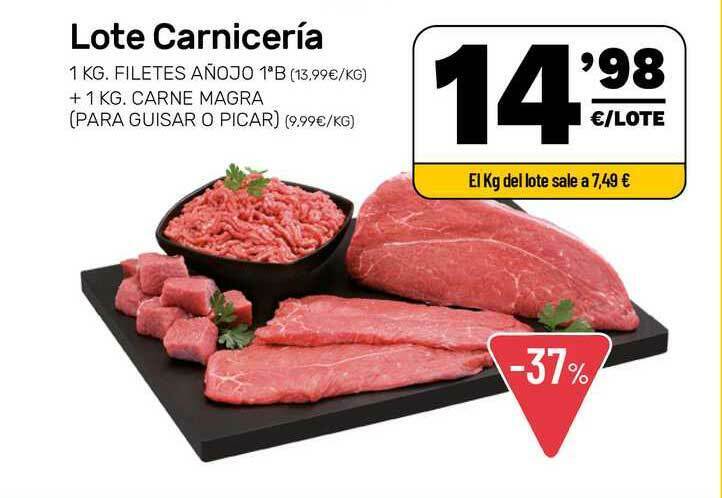 Lote Carnicería
1 KG. FILETES AÑOJO 1ªB (13,99€/KG)
+ 1 KG. CARNE MAGRA
(PARA GUISAR O PICAR) (9,99€/KG)
14'98
€/LOTE
El Kg del lote sale a 7,49 €
-37%